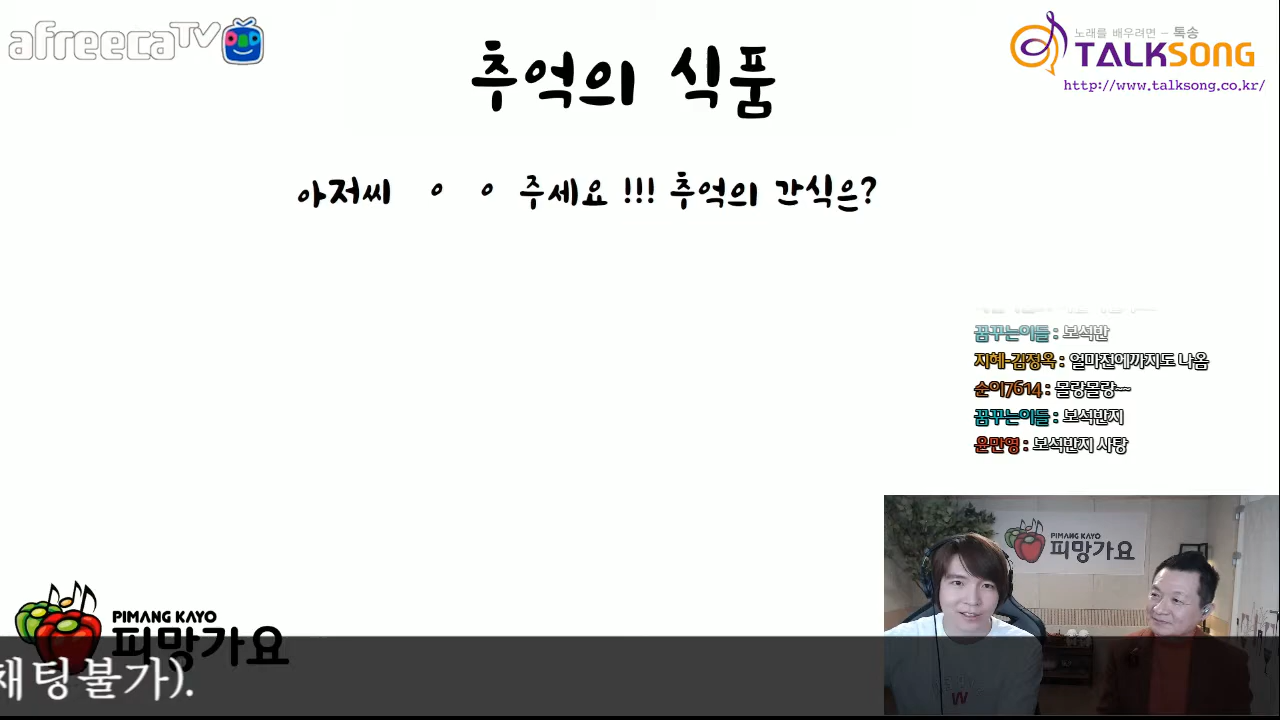 afreecaTV
노래를 배우려면 – 톡송
TALKSONG
http://www.talksong.co.kr/
추억의 식품
아저씨 ㅇ ㅇ 주세요 !!! 추억의 간식은?
꿈꾸는이들 : 보석반
지혜-김정옥 : 얼마전에까지도 나옴
순이7614 : 몰랑몰랑~~
꿈꾸는이들 : 보석반지
윤만영 : 보석반지 사탕
PIMANG KAYO
피망가요
PIMANG KAYO
피망가요
채팅불가).
W